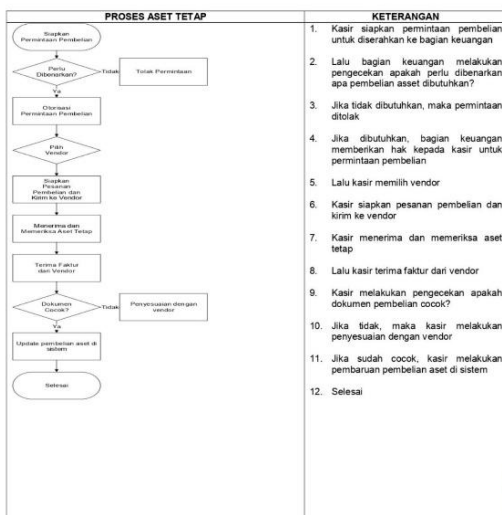 PROSES ASET TETAP
Siapkan
Permintaan Pembelian
Perlu
Dibenarkan?
Tidak
Tolak Permintaan
Ya
Otorisasi
Permintaan Pembelian
Pilih
Vendor
Siapkan
Pesanan
Pembelian dan
Kirim ke Vendor
Menerima dan
Memeriksa Aset Tetap
Terima Faktur
dari Vendor
Dokumen
Cocok?
Tidak
Penyesuaian dengan
vendor
Ya
Update pembelian aset di
sistem
Selesai
KETERANGAN
1. Kasir siapkan permintaan pembelian
untuk diserahkan ke bagian keuangan
2. Lalu bagian keuangan melakukan
pengecekan apakah perlu dibenarkan
apa pembelian asset dibutuhkan?
3. Jika tidak dibutuhkan, maka permintaan
ditolak
4. Jika dibutuhkan, bagian keuangan
memberikan hak kepada kasir untuk
permintaan pembelian
5. Lalu kasir memilih vendor
6. Kasir siapkan pesanan pembelian dan
kirim ke vendor
7. Kasir menerima dan memeriksa aset
tetap
8. Lalu kasir terima faktur dari vendor
9. Kasir melakukan pengecekan apakah
dokumen pembelian cocok?
10. Jika tidak, maka kasir melakukan
penyesuaian dengan vendor
11. Jika sudah cocok, kasir melakukan
pembaruan pembelian aset di sistem
12. Selesai